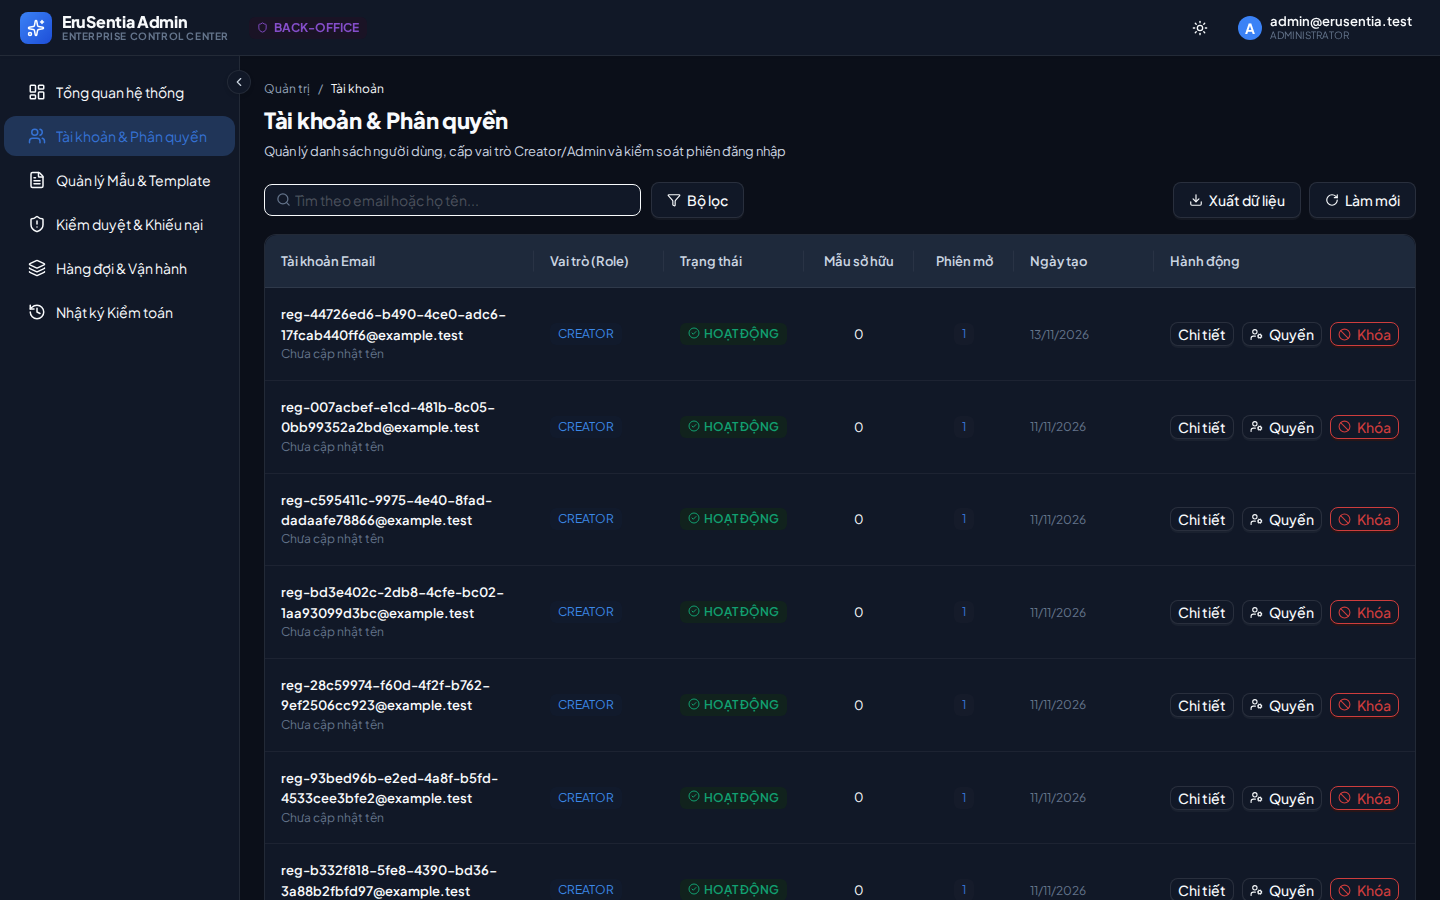 EruSentia Admin
ENTERPRISE CONTROL CENTER
BACK-OFFICE
A
admin@erusentia.test
ADMINISTRATOR
Tổng quan hệ thống
Tài khoản & Phân quyền
Quản lý Mẫu & Template
Kiểm duyệt & Khiếu nại
Hàng đợi & Vận hành
Nhật ký Kiểm toán
Quản trị / Tài khoản
Tài khoản & Phân quyền
Quản lý danh sách người dùng, cấp vai trò Creator/Admin và kiểm soát phiên đăng nhập
Tìm theo email hoặc họ tên...
Bộ lọc
Xuất dữ liệu
Làm mới
Tài khoản Email Vai trò (Role) Trạng thái Mẫu sở hữu Phiên mở Ngày tạo Hành động
reg-44726ed6-b490-4ce0-adc6-
17fcab440ff6@example.test
Chưa cập nhật tên
CREATOR HOẠT ĐỘNG 0 1 13/11/2026 Chi tiết Quyền Khóa
reg-007acbef-e1cd-481b-8c05-
0bb99352a2bd@example.test
Chưa cập nhật tên
CREATOR HOẠT ĐỘNG 0 1 11/11/2026 Chi tiết Quyền Khóa
reg-c595411c-9975-4e40-8fad-
dadaafe78866@example.test
Chưa cập nhật tên
CREATOR HOẠT ĐỘNG 0 1 11/11/2026 Chi tiết Quyền Khóa
reg-bd3e402c-2db8-4cfe-bc02-
1aa93099d3bc@example.test
Chưa cập nhật tên
CREATOR HOẠT ĐỘNG 0 1 11/11/2026 Chi tiết Quyền Khóa
reg-28c59974-f60d-4f2f-b762-
9ef2506cc923@example.test
Chưa cập nhật tên
CREATOR HOẠT ĐỘNG 0 1 11/11/2026 Chi tiết Quyền Khóa
reg-93bed96b-e2ed-4a8f-b5fd-
4533cee3bfe2@example.test
Chưa cập nhật tên
CREATOR HOẠT ĐỘNG 0 1 11/11/2026 Chi tiết Quyền Khóa
reg-b332f818-5fe8-4390-bd36-
3a88b2fbfd97@example.test
CREATOR HOẠT ĐỘNG 0 1 11/11/2026 Chi tiết Quyền Khóa